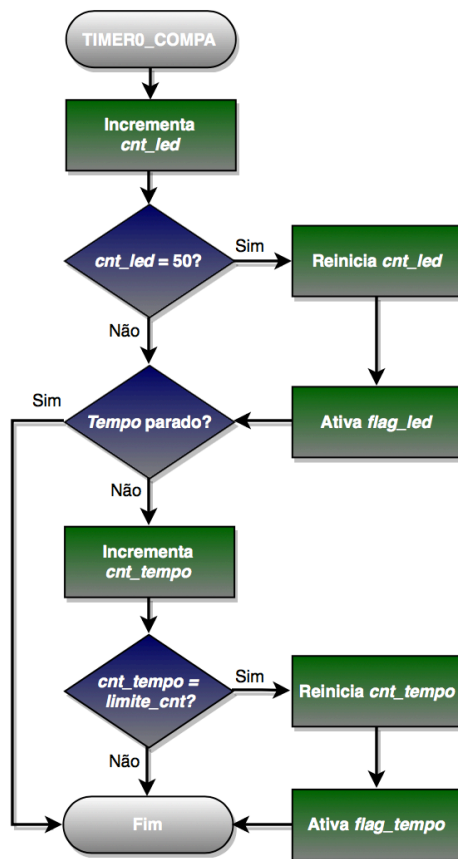 TIMER0_COMPA
Incrementa
cnt_led
cnt_led = 50?
Sim
Reinicia cnt_led
Não
Ativa flag_led
Sim
Tempo parado?
Não
Incrementa
cnt_tempo
cnt_tempo =
limite_cnt?
Sim
Reinicia cnt_tempo
Não
Ativa flag_tempo
Fim